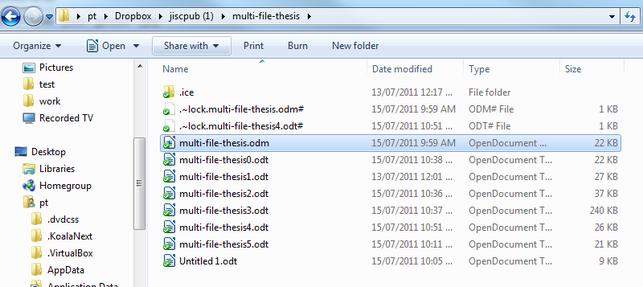 pt Dropbox jiscpub (1) multi-file-thesis
Organize Open Share with Print Burn New folder
Pictures
test
work
Recorded TV
Desktop
Libraries
Homegroup
pt
.dvdcss
.KoalaNext
.VirtualBox
AppData
Application Data
Name Date modified Type Size
.ice 13/07/2011 12:17 ... File folder
.~lock.multi-file-thesis.odm# 15/07/2011 9:59 AM ODM# File 1 KB
.~lock.multi-file-thesis4.odt# 15/07/2011 10:51 ... ODT# File 1 KB
multi-file-thesis.odm 15/07/2011 9:59 AM OpenDocument ... 22 KB
multi-file-thesis0.odt 15/07/2011 10:38 ... OpenDocument T... 22 KB
multi-file-thesis1.odt 13/07/2011 12:01 ... OpenDocument T... 27 KB
multi-file-thesis2.odt 15/07/2011 10:36 ... OpenDocument T... 37 KB
multi-file-thesis3.odt 15/07/2011 10:37 ... OpenDocument T... 240 KB
multi-file-thesis4.odt 15/07/2011 10:51 ... OpenDocument T... 26 KB
multi-file-thesis5.odt 15/07/2011 10:11 ... OpenDocument T... 21 KB
Untitled 1.odt 15/07/2011 10:05 ... OpenDocument T... 9 KB